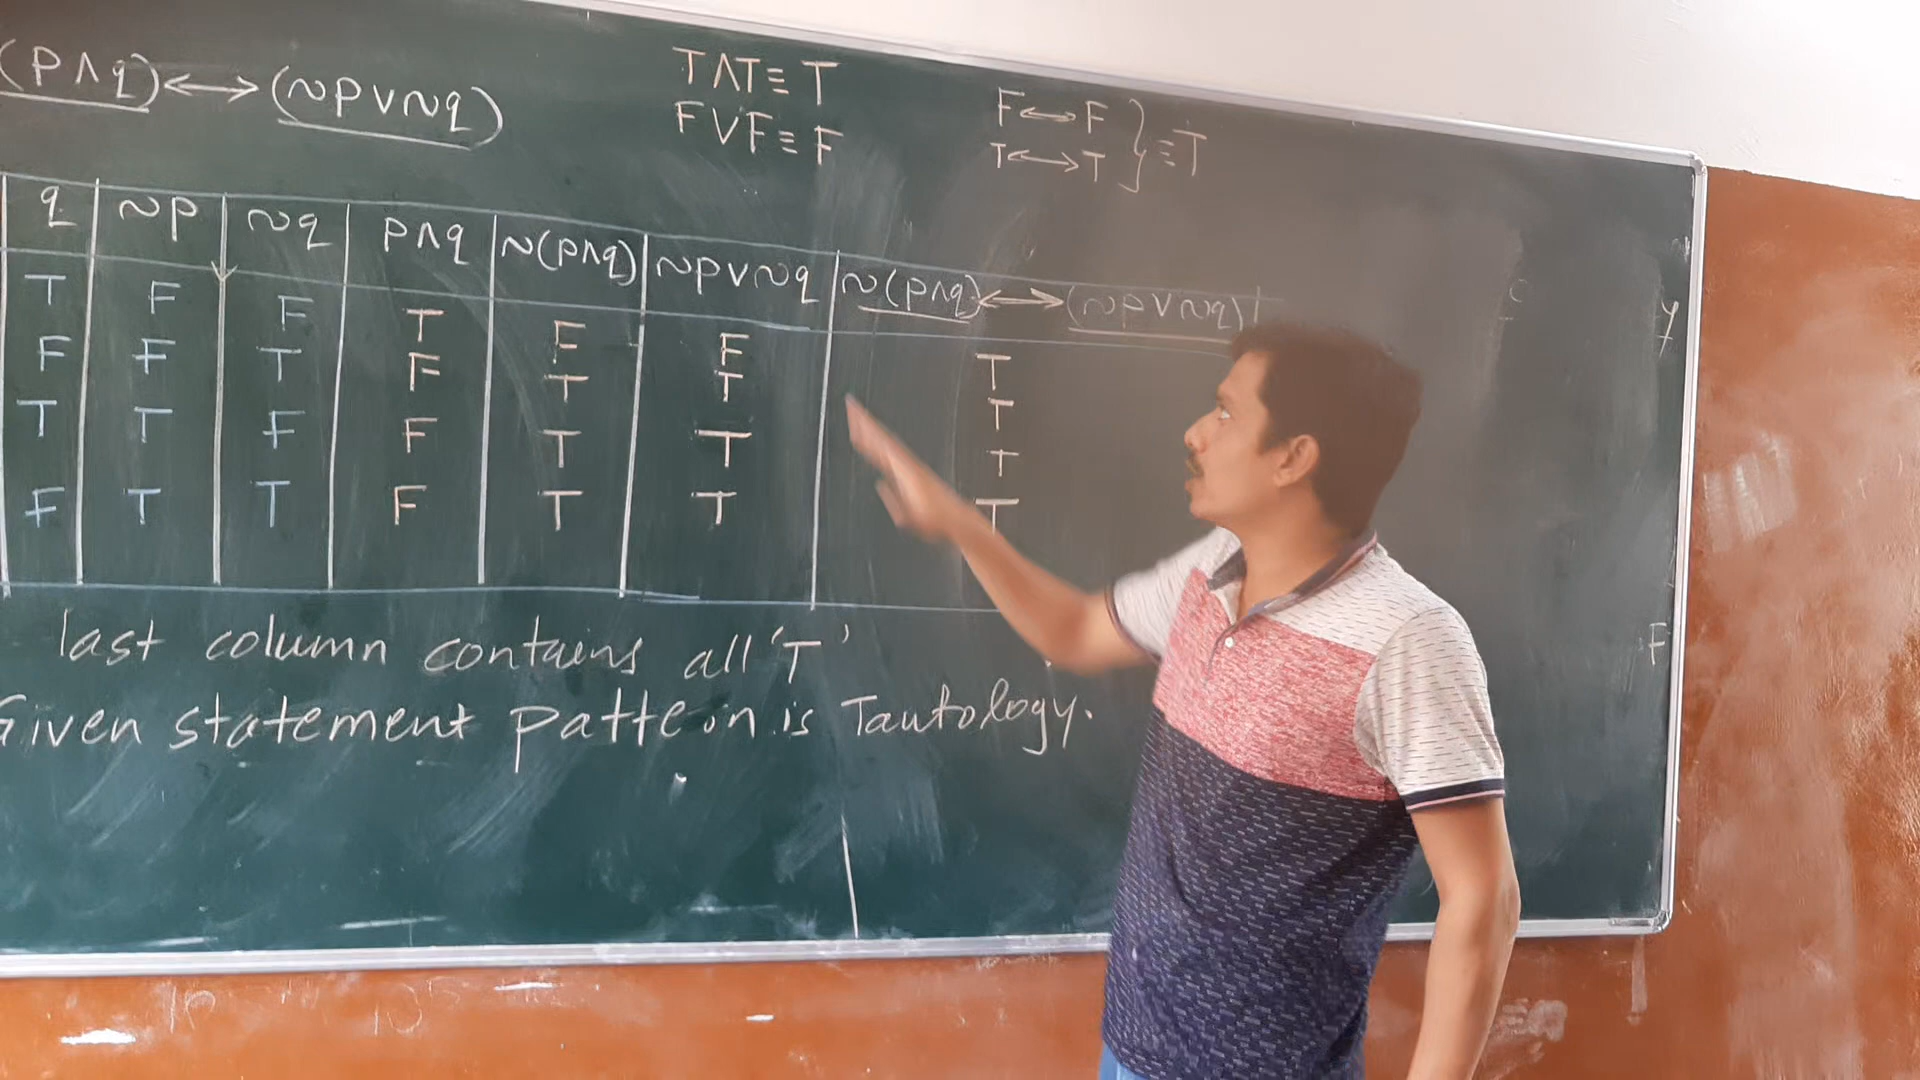 (p∧q)⟷(~p∨~q)
T∧T≡T
F∨F≡F
F⟷F
T⟷T } ≡T
q ~p ~q p∧q ~(p∧q) ~p∨~q ~(p∧q)⟷(~p∨~q)
T F F T F F T
F F T F T T T
T T F F T T T
F T T F T T T
last column contains all 'T'
Given statement pattern is Tautology.
F